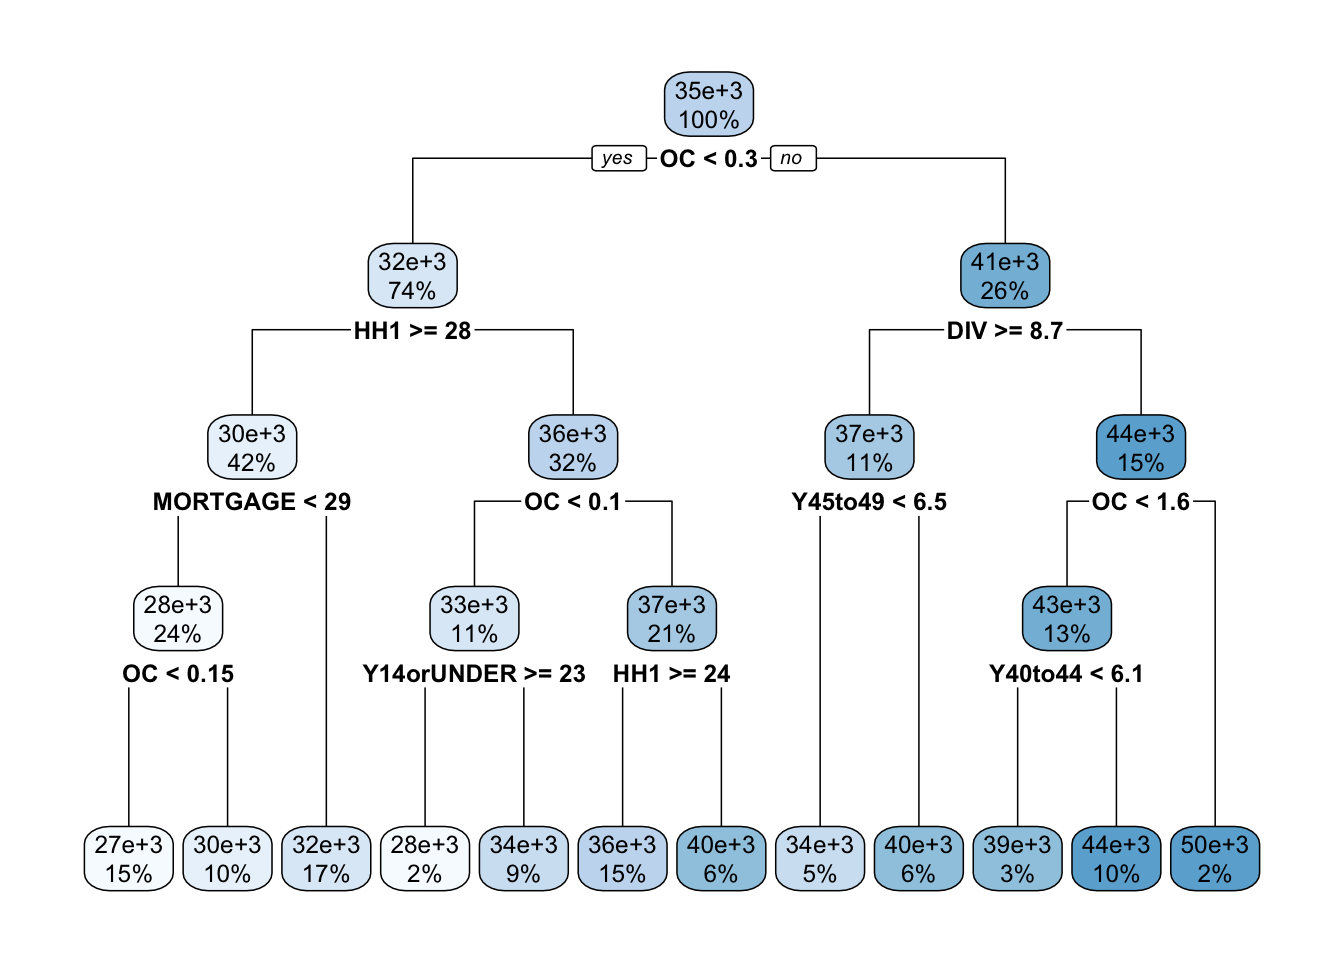 35e+3
100%
yes OC < 0.3 no
32e+3
74%
41e+3
26%
HH1 >= 28
DIV >= 8.7
30e+3
42%
36e+3
32%
37e+3
11%
44e+3
15%
MORTGAGE < 29
OC < 0.1
Y45to49 < 6.5
OC < 1.6
28e+3
24%
33e+3
11%
37e+3
21%
43e+3
13%
OC < 0.15
Y14orUNDER >= 23
HH1 >= 24
Y40to44 < 6.1
27e+3
15%
30e+3
10%
32e+3
17%
28e+3
2%
34e+3
9%
36e+3
15%
40e+3
6%
34e+3
5%
40e+3
6%
39e+3
3%
44e+3
10%
50e+3
2%